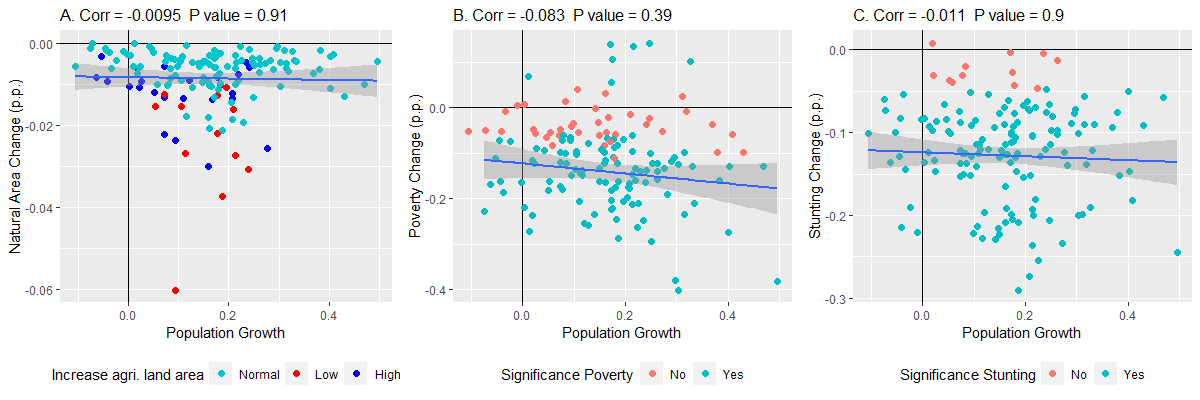 A. Corr = -0.0095 P value = 0.91
Natural Area Change (p.p.)
0.00
-0.02
-0.04
-0.06
0.0 0.2 0.4
Population Growth
Increase agri. land area Normal Low High
B. Corr = -0.083 P value = 0.39
Poverty Change (p.p.)
0.0
-0.2
-0.4
0.0 0.2 0.4
Population Growth
Significance Poverty No Yes
C. Corr = -0.011 P value = 0.9
Stunting Change (p.p.)
0.0
-0.1
-0.2
-0.3
0.0 0.2 0.4
Population Growth
Significance Stunting No Yes